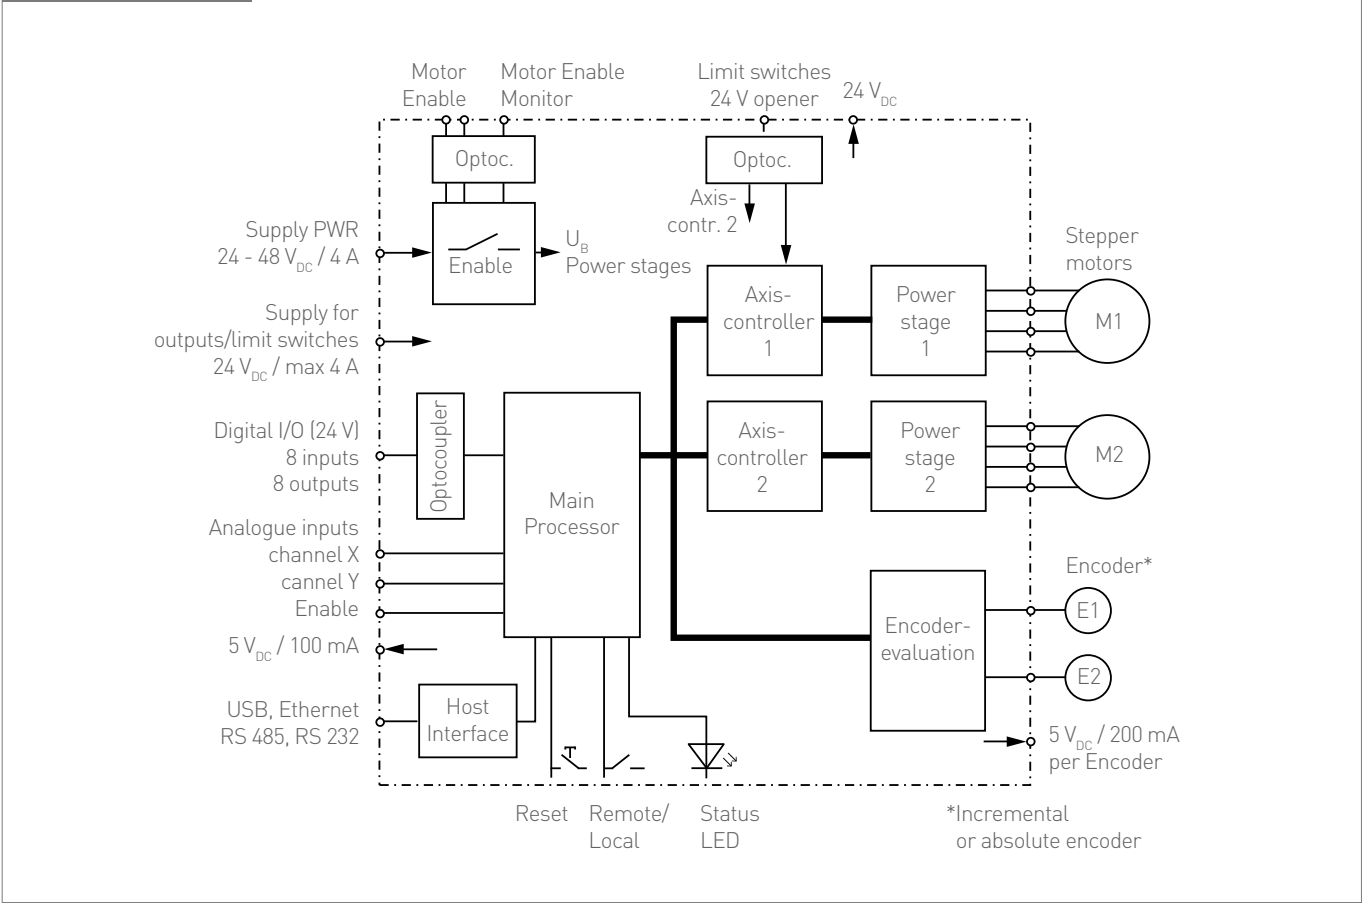 Motor
Enable
Motor Enable
Monitor
Limit switches
24 V opener
24 VDC
Optoc.
Optoc.
Axis-
contr. 2
Supply PWR
24 - 48 VDC / 4 A
Enable
UB
Power stages
Stepper
motors
Supply for
outputs/limit switches
24 VDC / max 4 A
Axis-
controller
1
Power
stage
1
M1
Digital I/O (24 V)
8 inputs
8 outputs
Optocoupler
Main
Processor
Axis-
controller
2
Power
stage
2
M2
Analogue inputs
channel X
cannel Y
Enable
5 VDC / 100 mA
Encoder*
Encoder-
evaluation
E1
E2
USB, Ethernet
RS 485, RS 232
Host
Interface
5 VDC / 200 mA
per Encoder
Reset
Remote/
Local
Status
LED
*Incremental
or absolute encoder